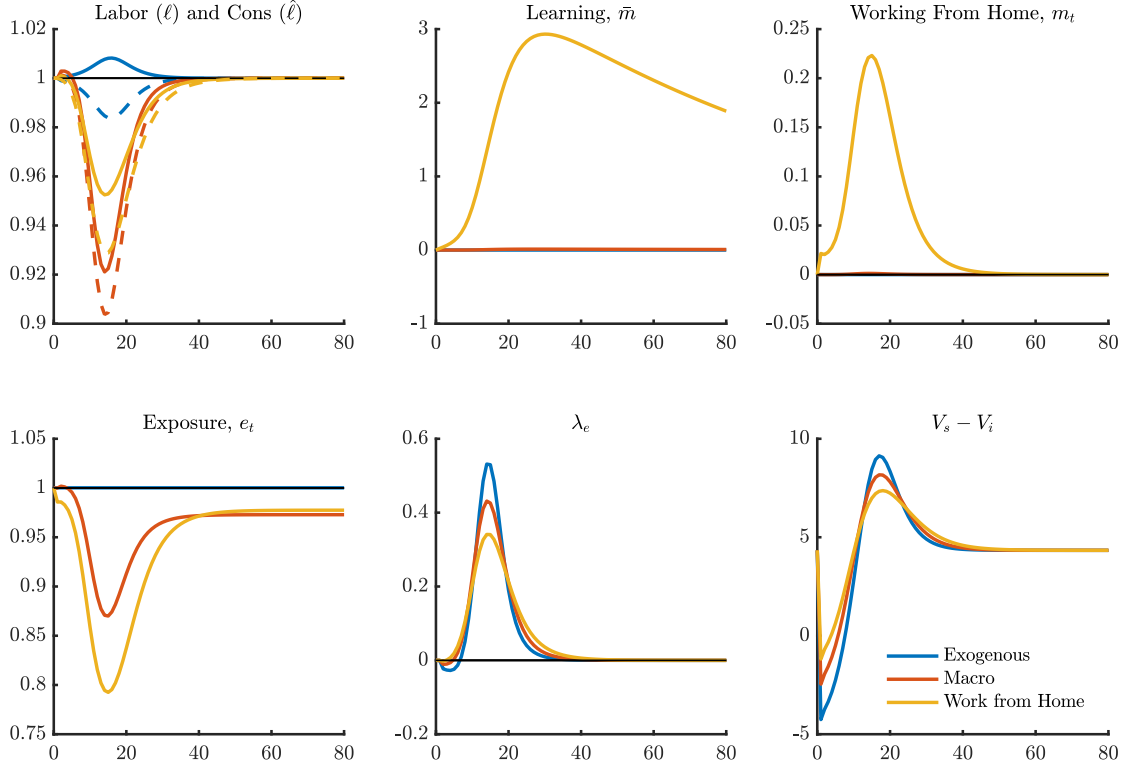 Labor (ℓ) and Cons (ℓ̂)
1.02
1
0.98
0.96
0.94
0.92
0.9
0 20 40 60 80
Learning, m̄
3
2
1
0
-1
0 20 40 60 80
Working From Home, mₜ
0.25
0.2
0.15
0.1
0.05
0
-0.05
0 20 40 60 80
Exposure, eₜ
1.05
1
0.95
0.9
0.85
0.8
0.75
0 20 40 60 80
λₑ
0.6
0.4
0.2
0
-0.2
0 20 40 60 80
Vₛ − Vᵢ
10
5
0
-5
Exogenous
Macro
Work from Home
0 20 40 60 80